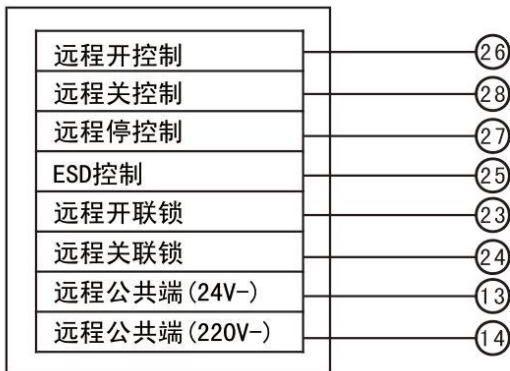 远程开控制 26
远程关控制 28
远程停控制 27
ESD控制 25
远程开联锁 23
远程关联锁 24
远程公共端(24V-) 13
远程公共端(220V-) 14